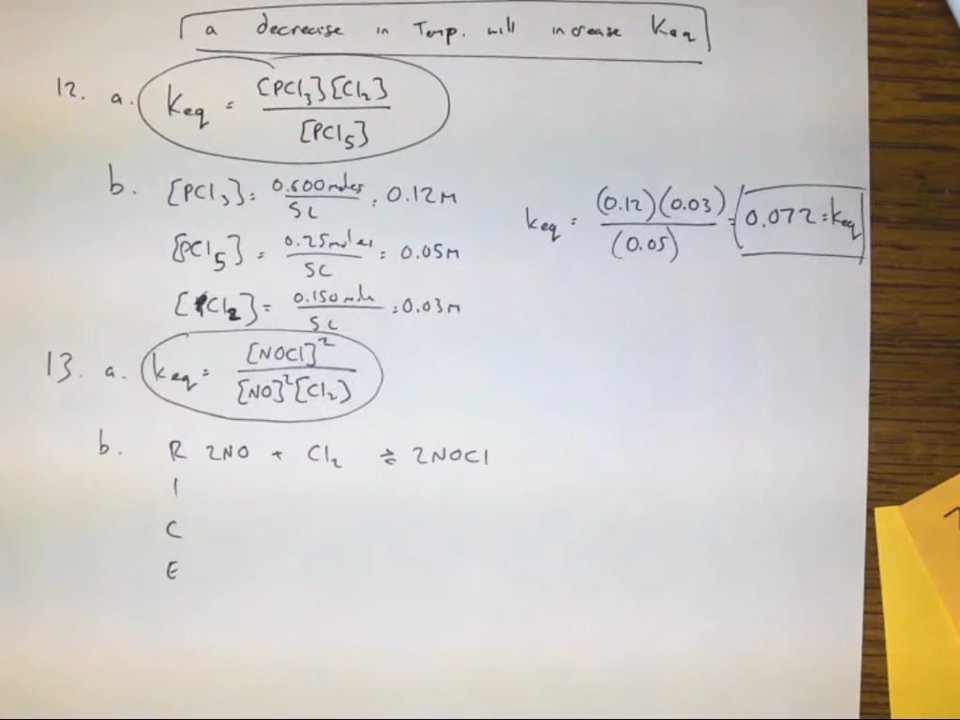 a decrease in Temp. will increase Keq
12. a. Keq = [PCl3][Cl2] / [PCl5]
b. [PCl3] = 0.600 moles / 5L = 0.12M
Keq = (0.12)(0.03) / (0.05) = 0.072 = Keq
[PCl5] = 0.25 moles / 5L = 0.05M
[Cl2] = 0.150 mole / 5L = 0.03M
13. a. Keq = [NOCl]² / [NO]²[Cl2]
b. R 2NO + Cl2 ⇌ 2NOCl
I
C
E